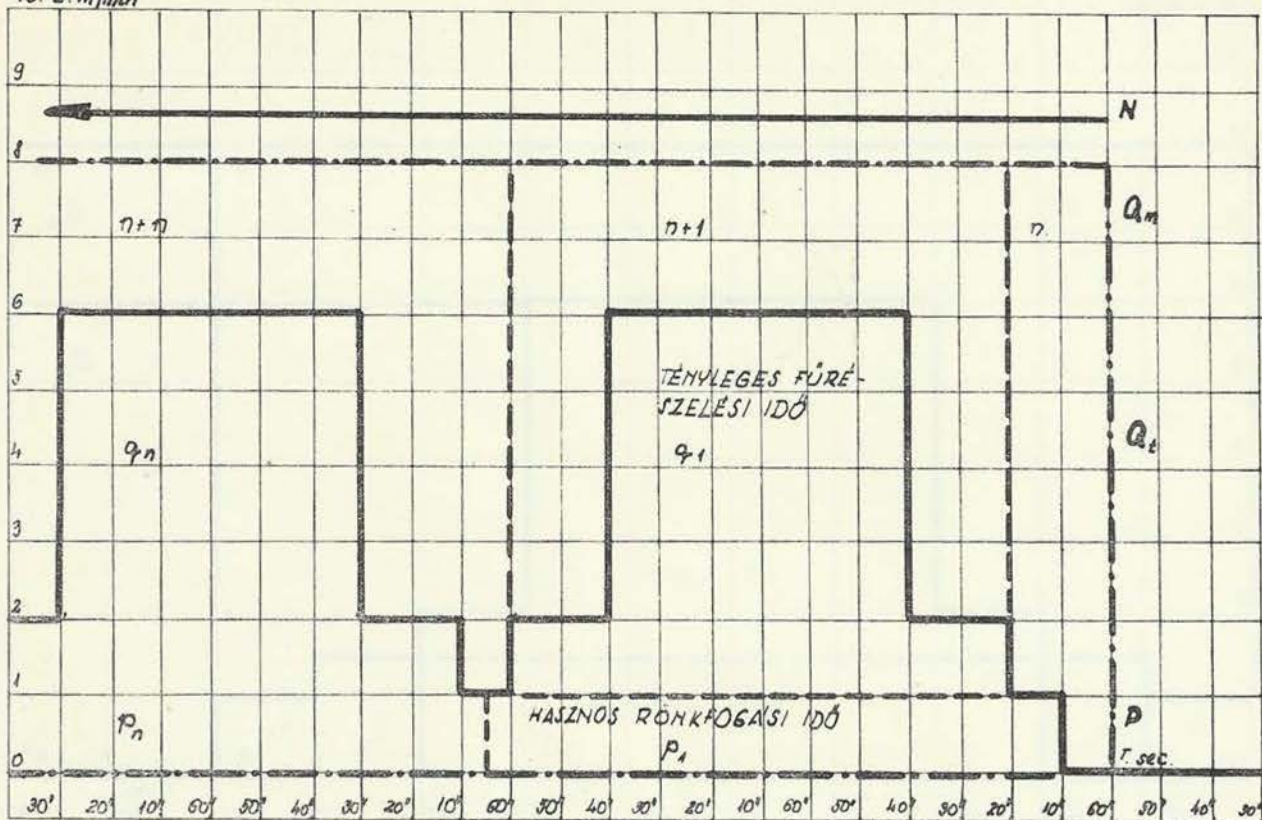 9
N
8
Qm
7
n+n
n+1
n
6
5
TÉNYLEGES FŰRÉ-
SZELÉSI IDŐ
4
qn
q1
Qt
3
2
1
HASZNOS RÖNKFOGÁSI IDŐ
pn
p1
P
T. sec.
0
30" 20" 10" 60" 50" 40" 30" 20" 10" 60" 50" 40" 30" 20" 10" 60" 50" 40" 30" 20" 10" 60" 50" 40" 30"